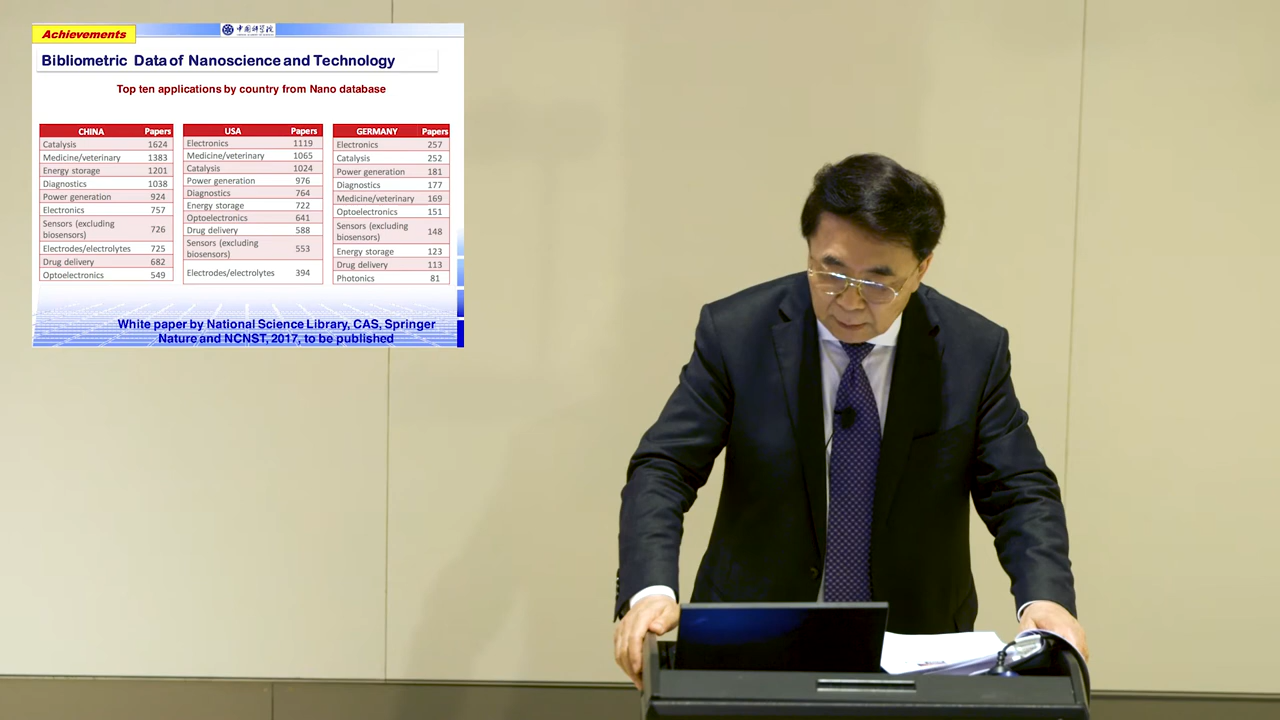 Achievements
中国科学院
Bibliometric Data of Nanoscience and Technology
Top ten applications by country from Nano database
CHINA Papers
Catalysis 1624
Medicine/veterinary 1383
Energy storage 1201
Diagnostics 1038
Power generation 924
Electronics 757
Sensors (excluding
biosensors) 726
Electrodes/electrolytes 725
Drug delivery 682
Optoelectronics 549
USA Papers
Electronics 1119
Medicine/veterinary 1065
Catalysis 1024
Power generation 976
Diagnostics 764
Energy storage 722
Optoelectronics 641
Drug delivery 588
Sensors (excluding
biosensors) 553
Electrodes/electrolytes 394
GERMANY Papers
Electronics 257
Catalysis 252
Power generation 181
Diagnostics 177
Medicine/veterinary 169
Optoelectronics 151
Sensors (excluding
biosensors) 148
Energy storage 123
Drug delivery 113
Photonics 81
White paper by National Science Library, CAS, Springer
Nature and NCNST, 2017, to be published